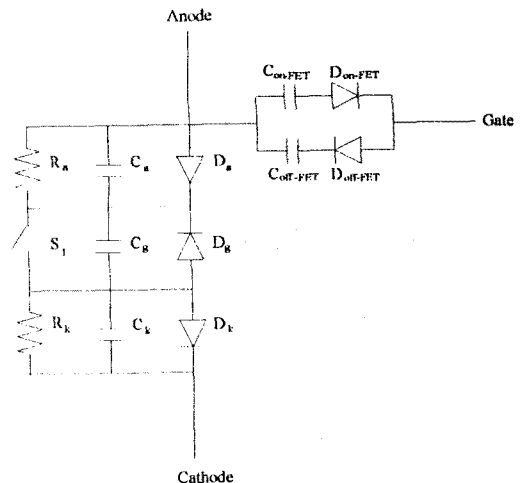 Anode
Con-FET Don-FET
Gate
Coff-FET Doff-FET
Ra Ca Da
S1 Cg Dg
Rk Ck Dk
Cathode